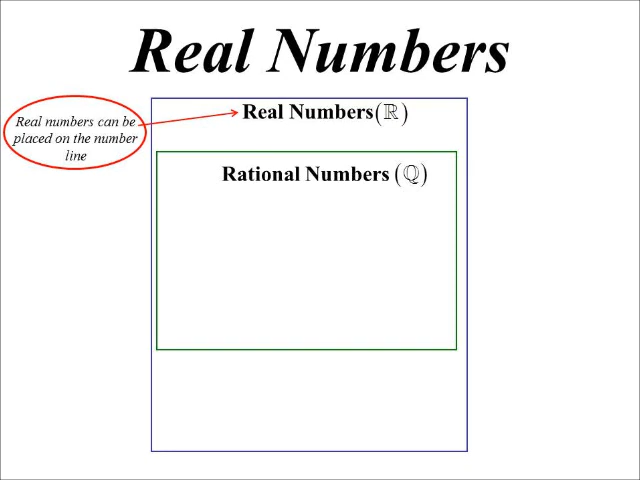 Real Numbers
Real numbers can be
placed on the number
line
Real Numbers(ℝ)
Rational Numbers (ℚ)